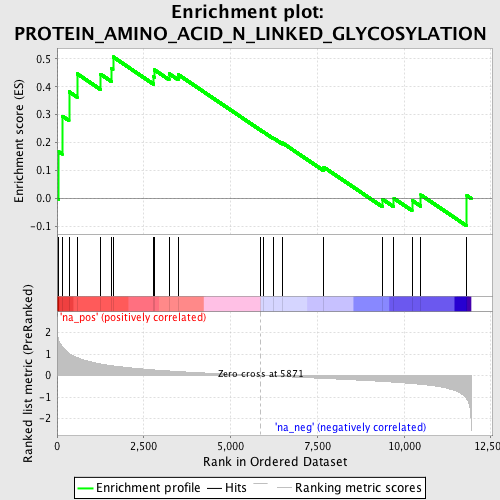 Enrichment plot:
PROTEIN_AMINO_ACID_N_LINKED_GLYCOSYLATION
Enrichment score (ES)
0.5
0.4
0.3
0.2
0.1
0.0
-0.1
'na_pos' (positively correlated)
Ranked list metric (PreRanked)
2
1
0
-1
-2
Zero cross at 5871
'na_neg' (negatively correlated)
0
2,500
5,000
7,500
10,000
12,500
Rank in Ordered Dataset
Enrichment profile
Hits
Ranking metric scores